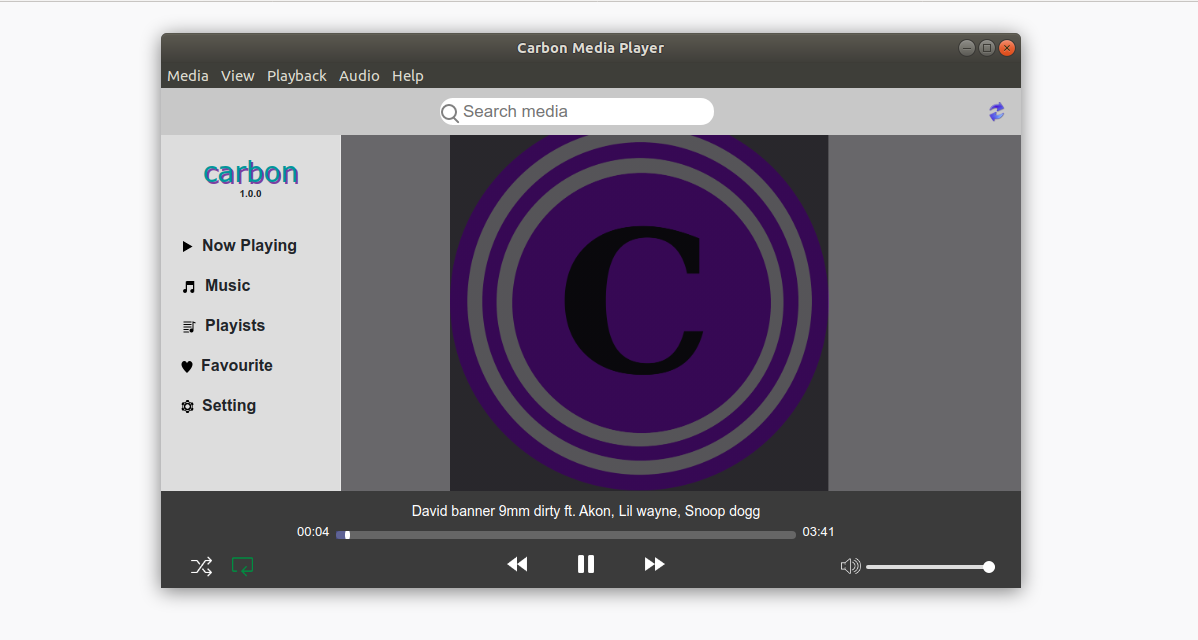 Carbon Media Player
Media View Playback Audio Help
Search media
carbon
1.0.0
Now Playing
Music
Playists
Favourite
Setting
C
David banner 9mm dirty ft. Akon, Lil wayne, Snoop dogg
00:04 03:41